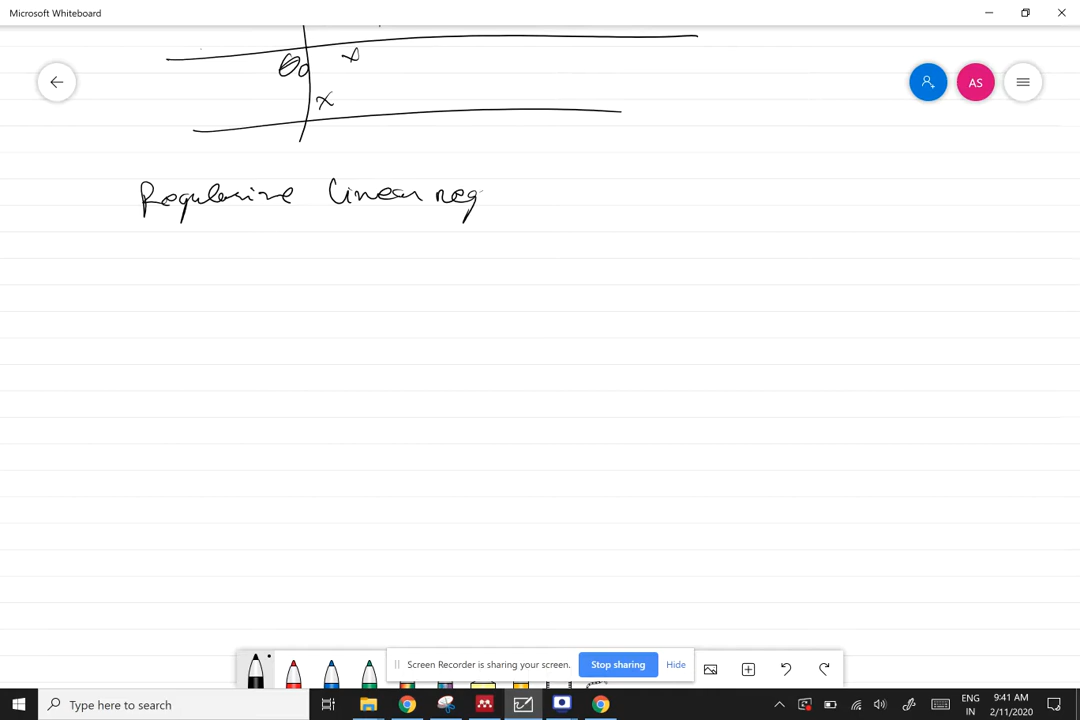 Microsoft Whiteboard
θ₀ x
x
AS
Regularize linear reg
Screen Recorder is sharing your screen. Stop sharing Hide
Type here to search
ENG
IN
9:41 AM
2/11/2020